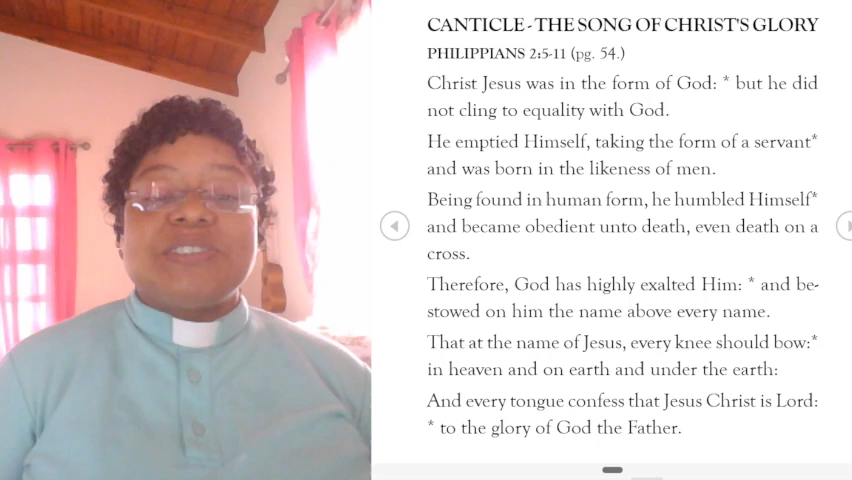 CANTICLE - THE SONG OF CHRIST'S GLORY
PHILIPPIANS 2:5-11 (pg. 54.)
Christ Jesus was in the form of God: * but he did
not cling to equality with God.
He emptied Himself, taking the form of a servant*
and was born in the likeness of men.
Being found in human form, he humbled Himself*
and became obedient unto death, even death on a
cross.
Therefore, God has highly exalted Him: * and be-
stowed on him the name above every name.
That at the name of Jesus, every knee should bow:*
in heaven and on earth and under the earth:
And every tongue confess that Jesus Christ is Lord:
* to the glory of God the Father.